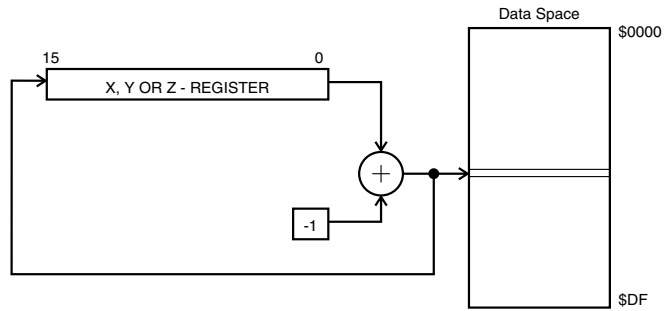 Data Space
$0000
15
0
X, Y OR Z - REGISTER
+
-1
$DF